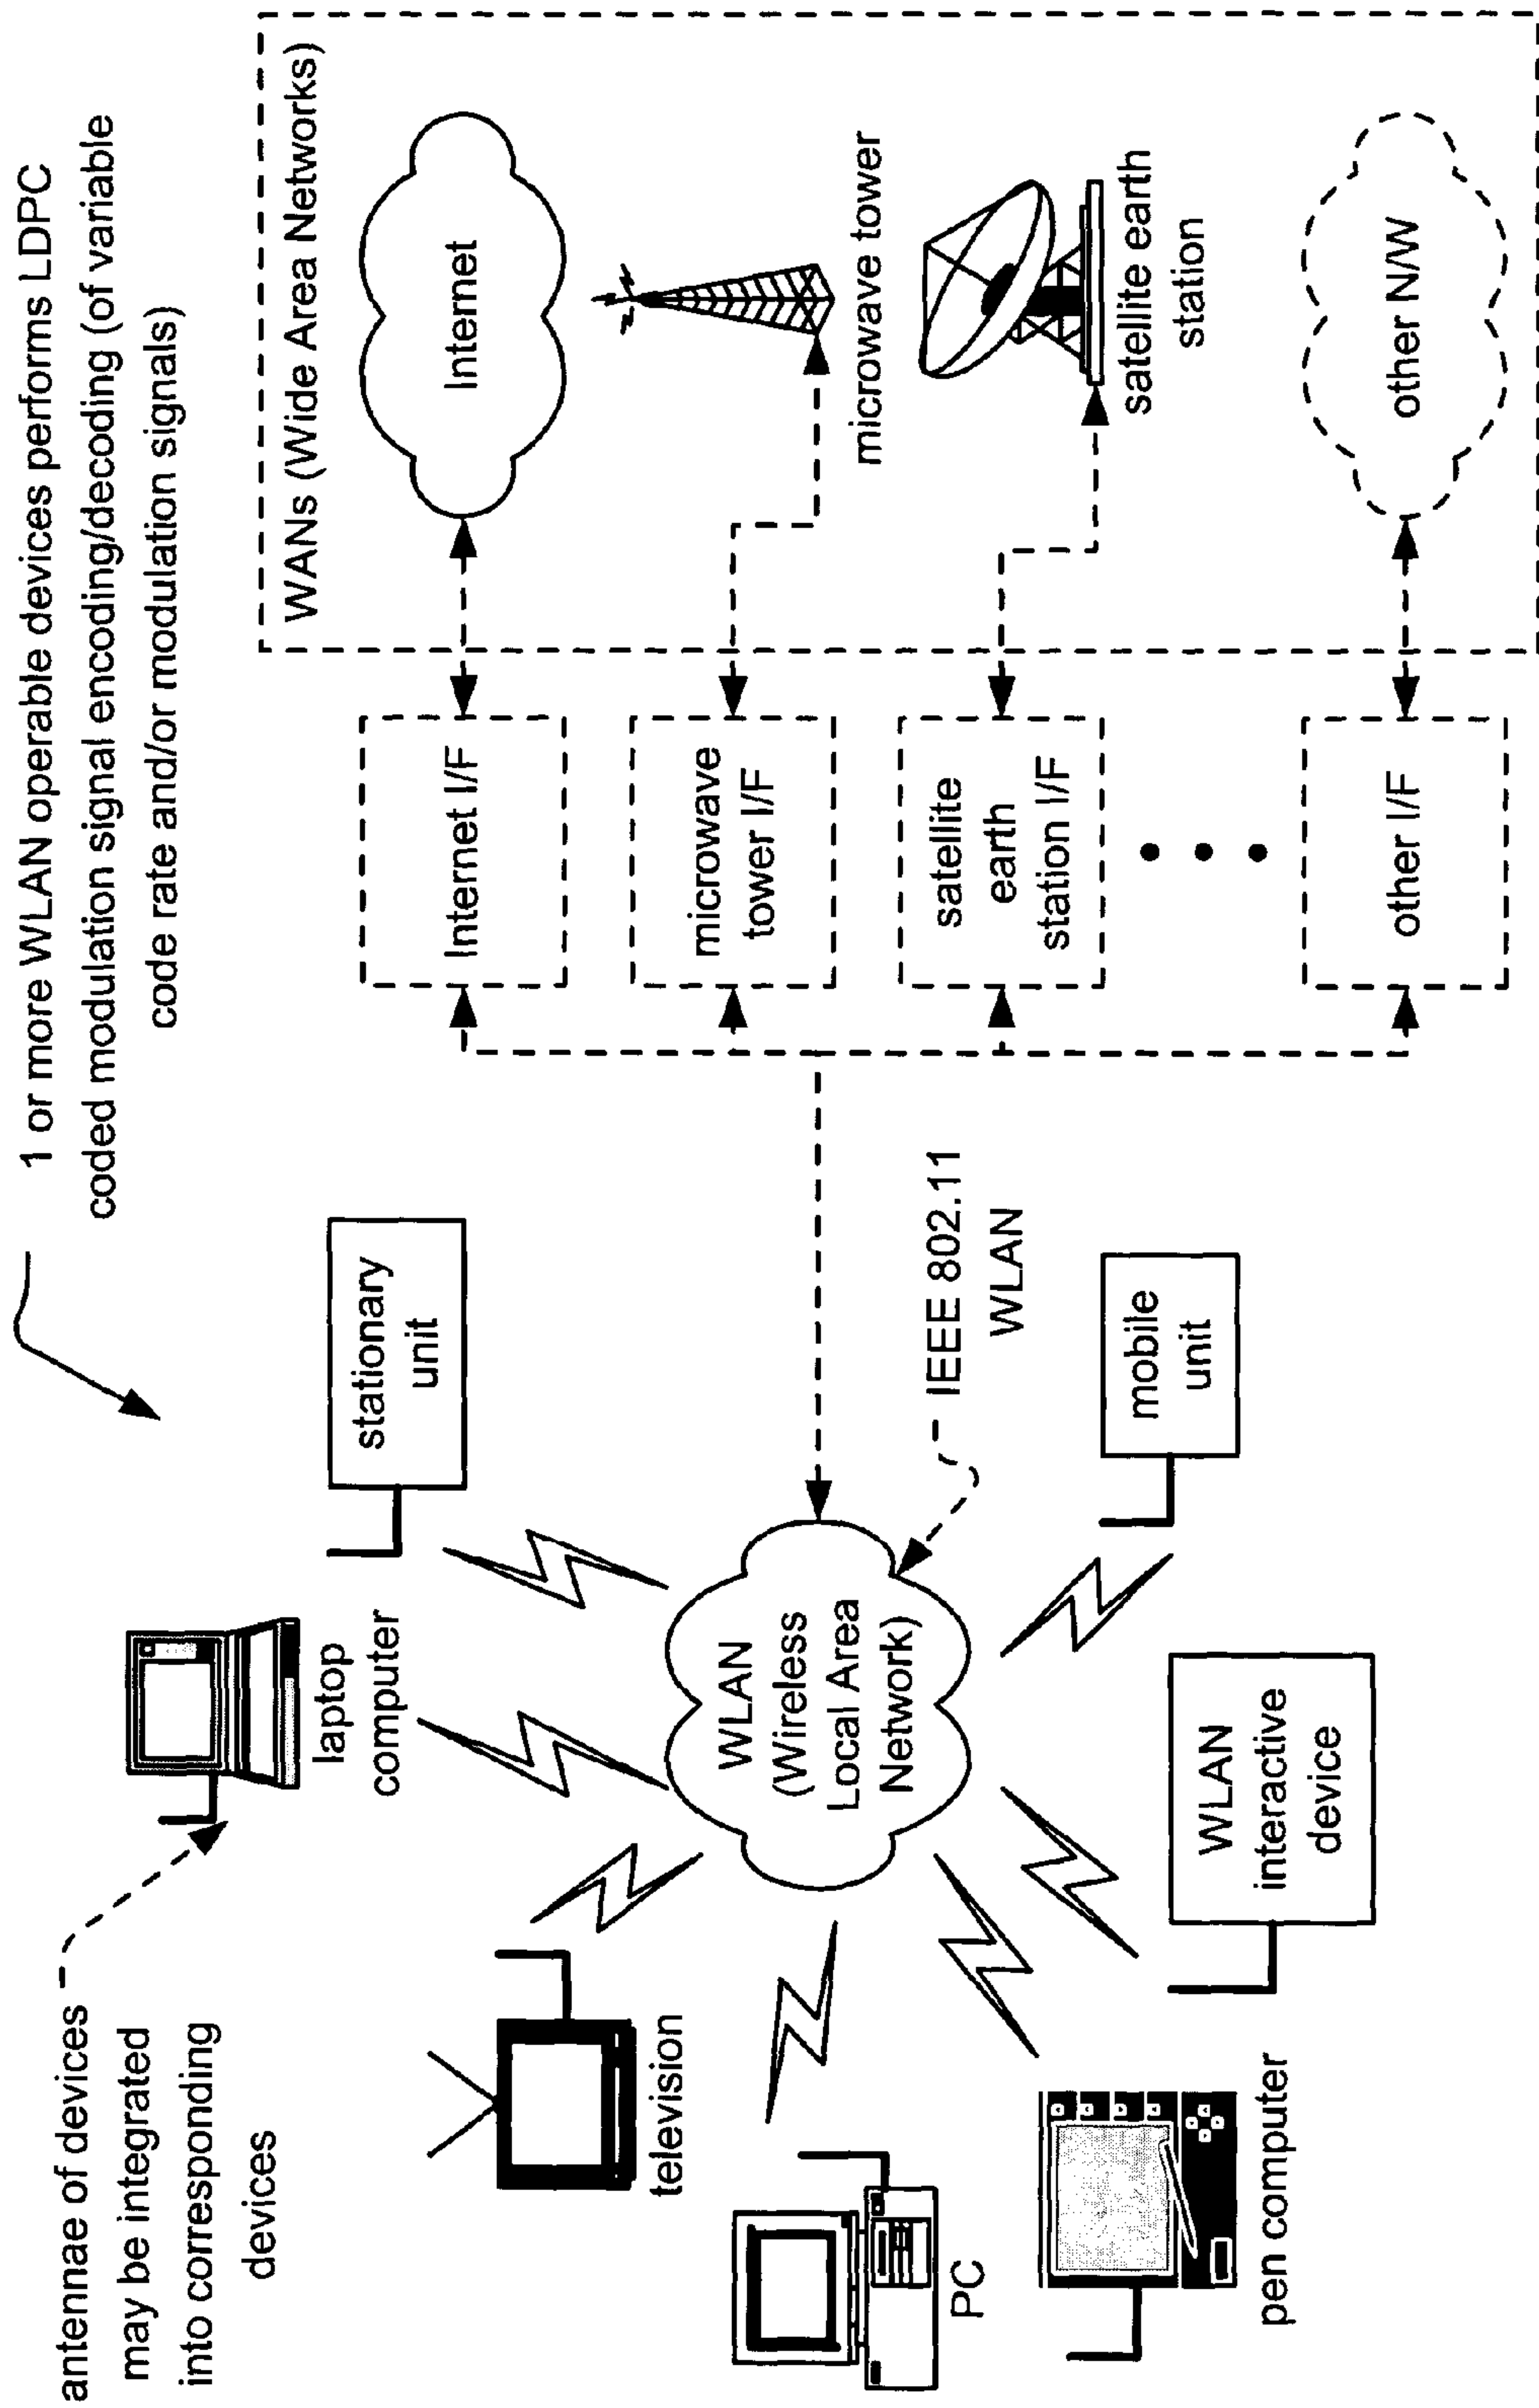 1 or more WLAN operable devices performs LDPC
coded modulation signal encoding/decoding (of variable
code rate and/or modulation signals)
antennae of devices
may be integrated
into corresponding
devices
laptop
computer
stationary
unit
television
PC
pen computer
WLAN
(Wireless
Local Area
Network)
IEEE 802.11
WLAN
WLAN
interactive
device
mobile
unit
Internet I/F
microwave
tower I/F
satellite
earth
station I/F
other I/F
WANs (Wide Area Networks)
Internet
microwave tower
satellite earth
station
other N/W